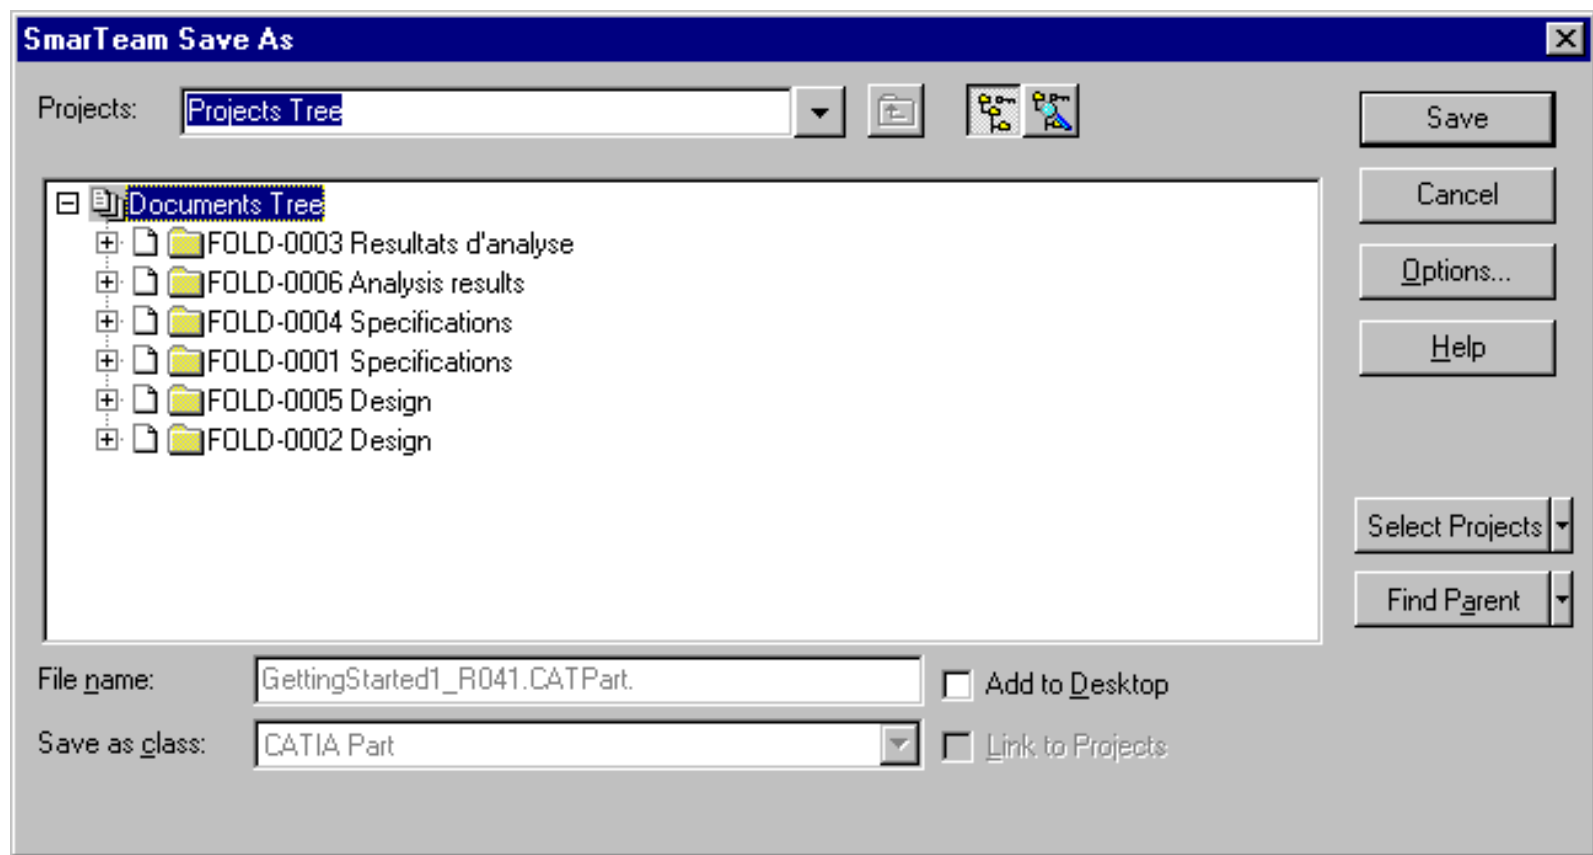 SmarTeam Save As
Projects: Projects Tree
Save
Documents Tree
Cancel
FOLD-0003 Resultats d'analyse
FOLD-0006 Analysis results
Options...
FOLD-0004 Specifications
FOLD-0001 Specifications
Help
FOLD-0005 Design
FOLD-0002 Design
Select Projects
Find Parent
File name: GettingStarted1_R041.CATPart. Add to Desktop
Save as class: CATIA Part Link to Projects